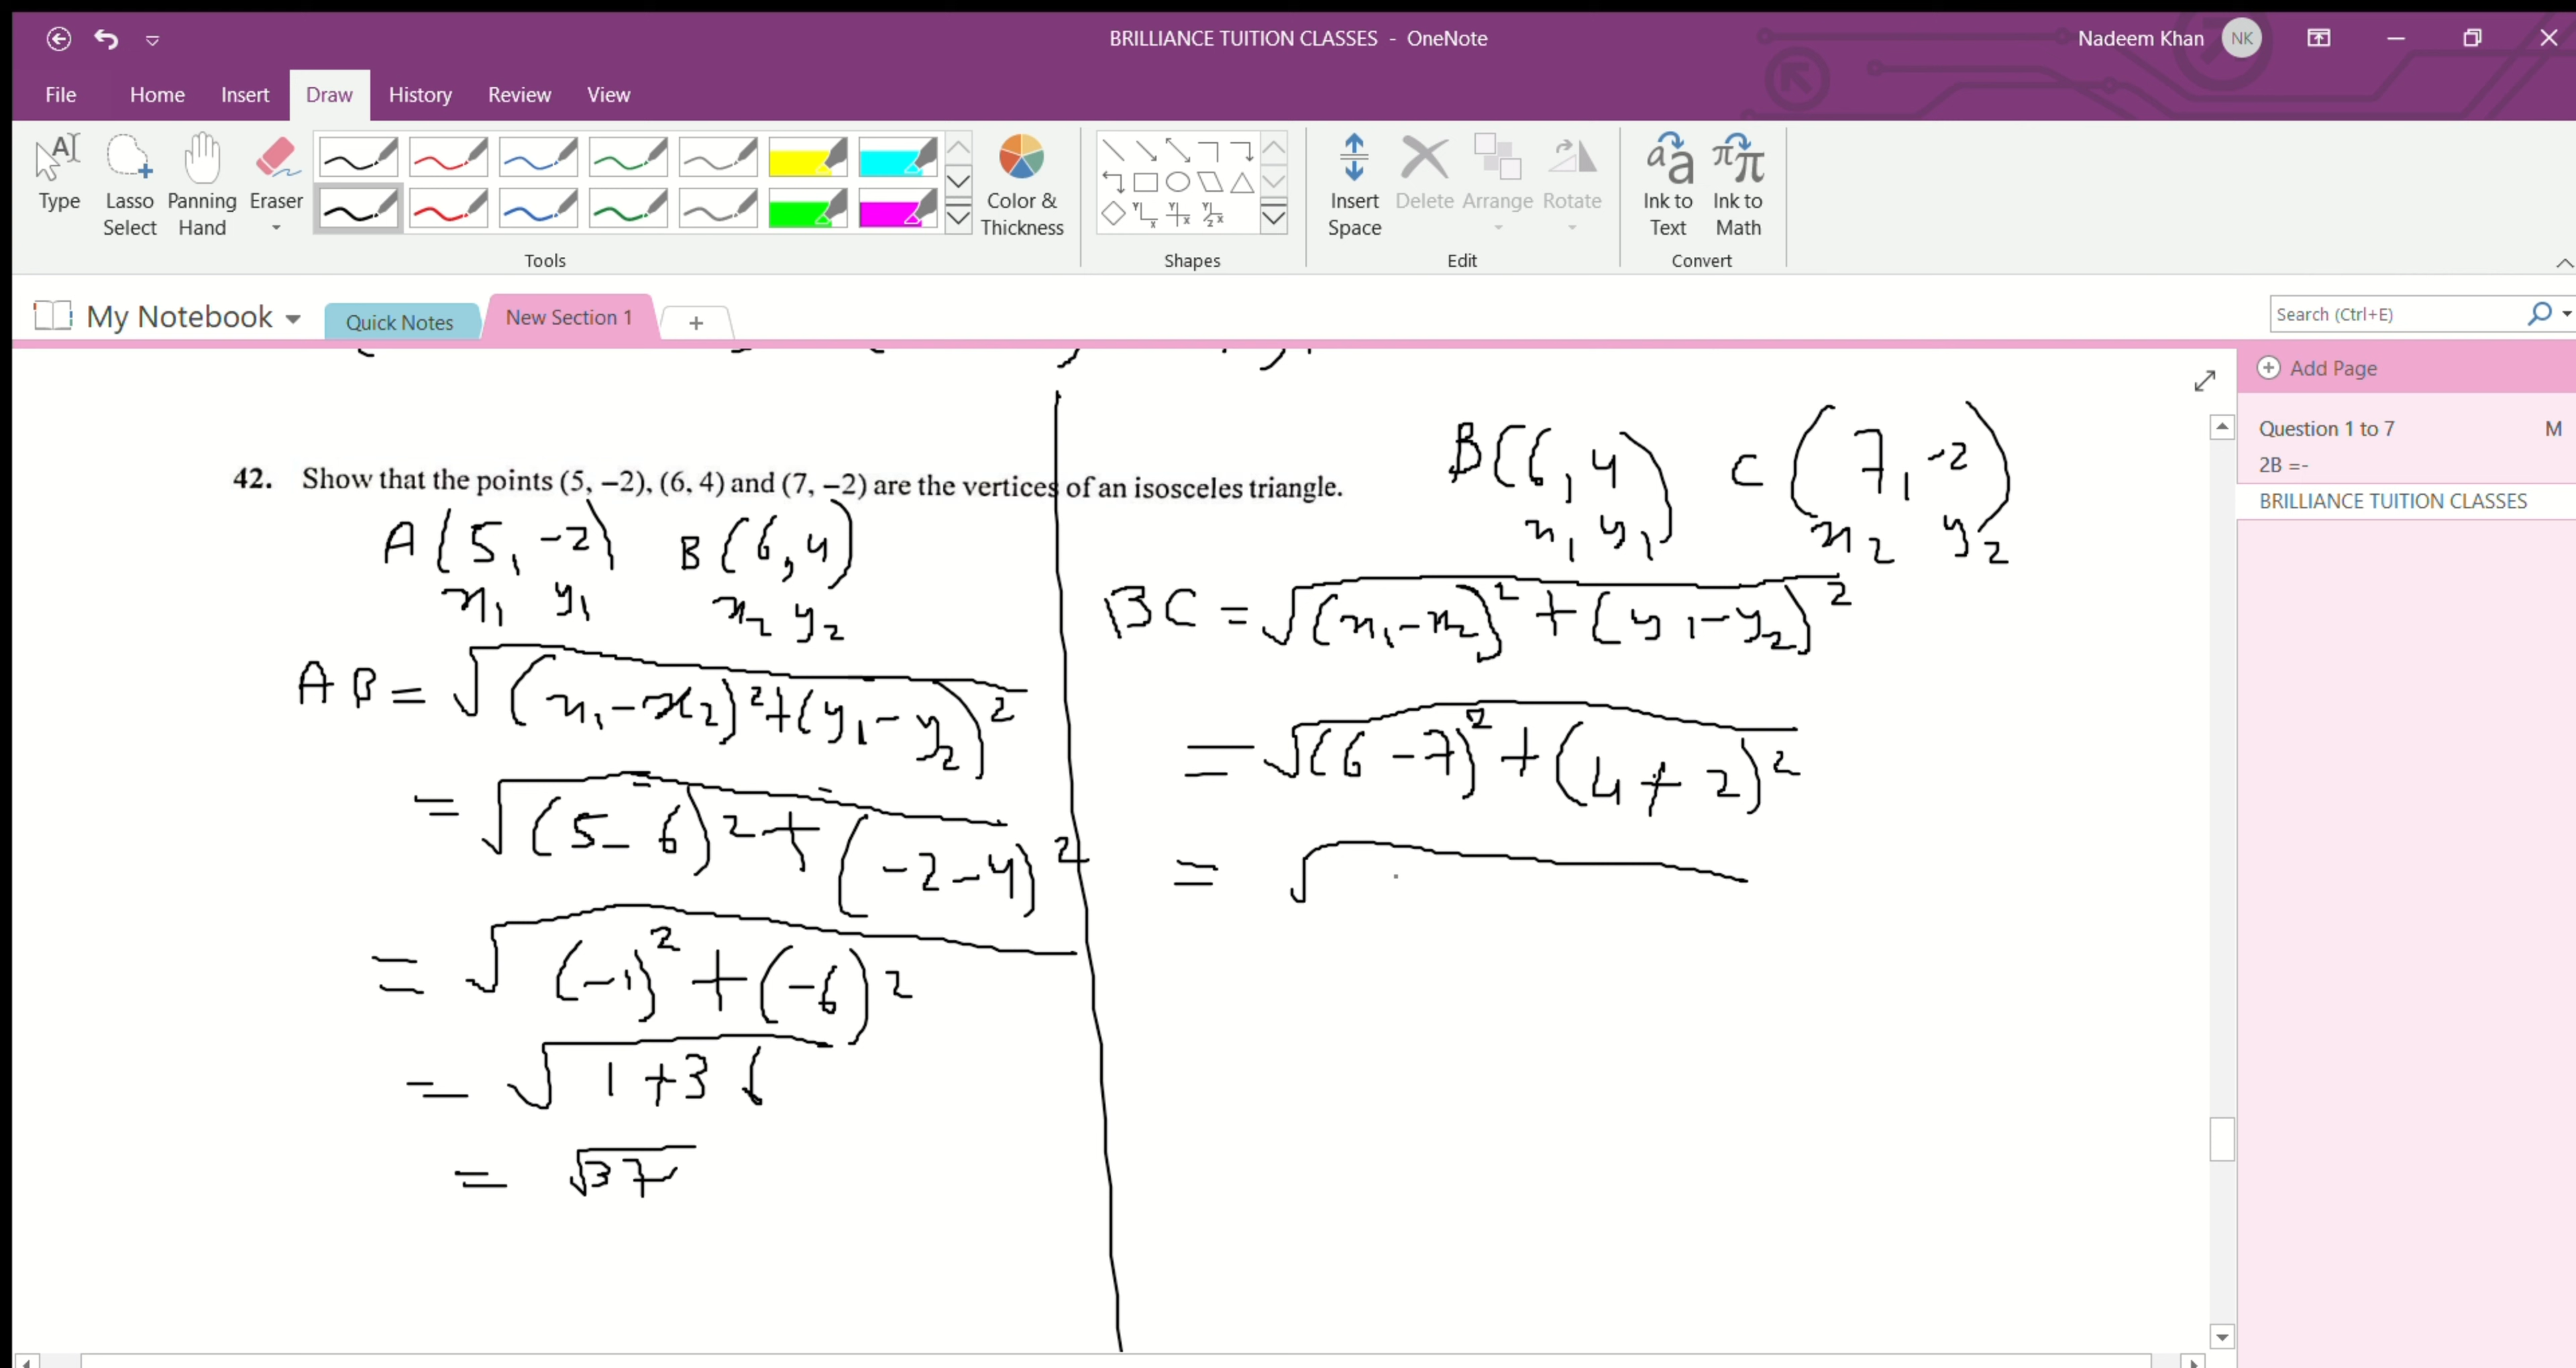 BRILLIANCE TUITION CLASSES - OneNote
Nadeem Khan NK
File Home Insert Draw History Review View
Type Lasso Select Panning Hand Eraser Color & Thickness Insert Space Delete Arrange Rotate Ink to Text Ink to Math
Tools Shapes Edit Convert
My Notebook Quick Notes New Section 1 +
Search (Ctrl+E)
Add Page
Question 1 to 7 M
2B =-
BRILLIANCE TUITION CLASSES
42. Show that the points (5, −2), (6, 4) and (7, −2) are the vertices of an isosceles triangle.
A (5, -2) B (6, 4)
x₁ y₁ x₂ y₂
AB = √(x₁-x₂)²+(y₁-y₂)²
= √(5-6)²+(-2-4)²
= √(-1)²+(-6)²
= √1+36
= √37
B(6, 4) C(7, -2)
x₁ y₁ x₂ y₂
BC = √(x₁-x₂)²+(y₁-y₂)²
= √(6-7)²+(4+2)²
= √